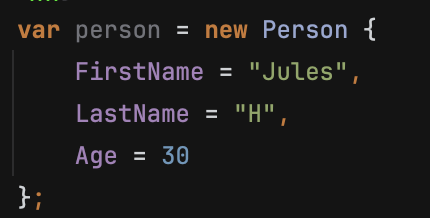 var person = new Person {
    FirstName = "Jules",
    LastName = "H",
    Age = 30
};